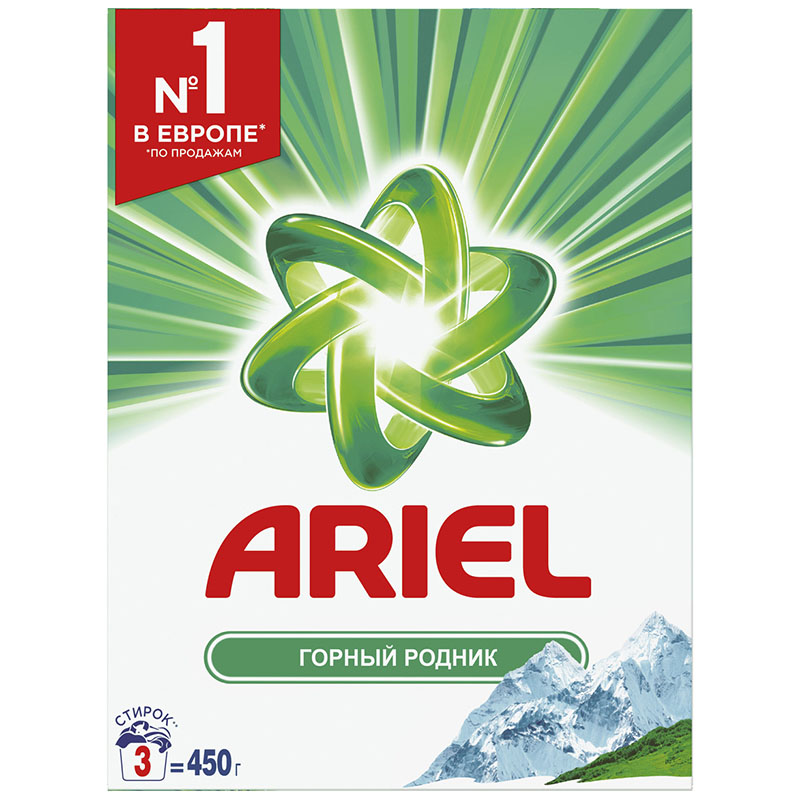 №1
В ЕВРОПЕ*
*ПО ПРОДАЖАМ
ARIEL
ГОРНЫЙ РОДНИК
СТИРОК**
3 = 450 г